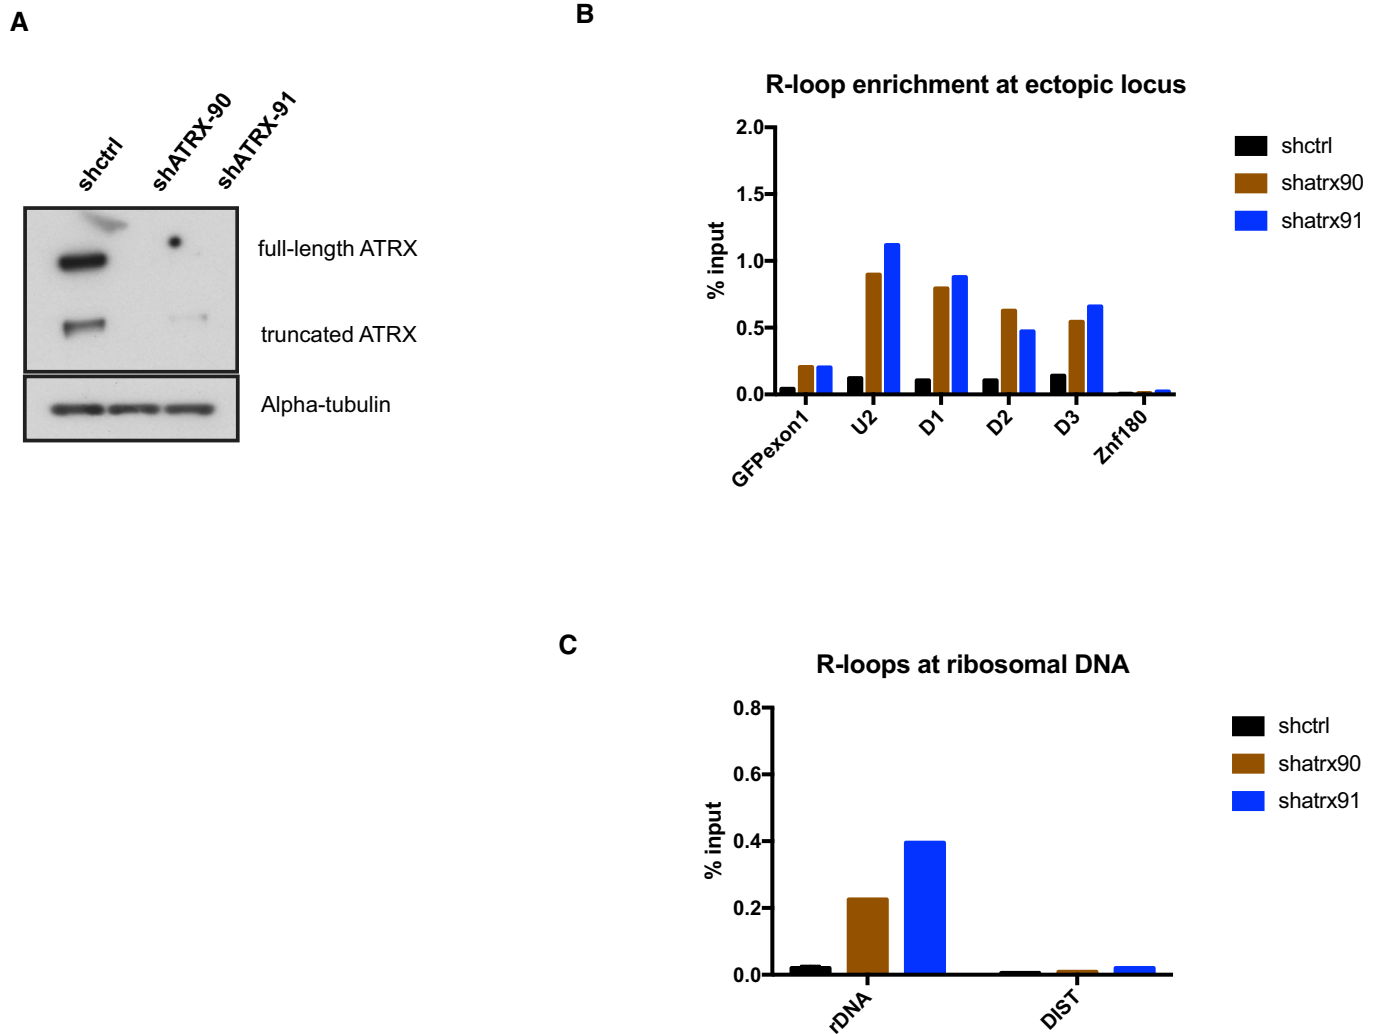 A
shctrl
shATRX-90
shATRX-91
full-length ATRX
truncated ATRX
Alpha-tubulin
B
R-loop enrichment at ectopic locus
% input
2.0
1.5
1.0
0.5
0.0
GFPexon1
U2
D1
D2
D3
Znf180
shctrl
shatrx90
shatrx91
C
R-loops at ribosomal DNA
% input
0.8
0.6
0.4
0.2
0.0
rDNA
DIST
shctrl
shatrx90
shatrx91